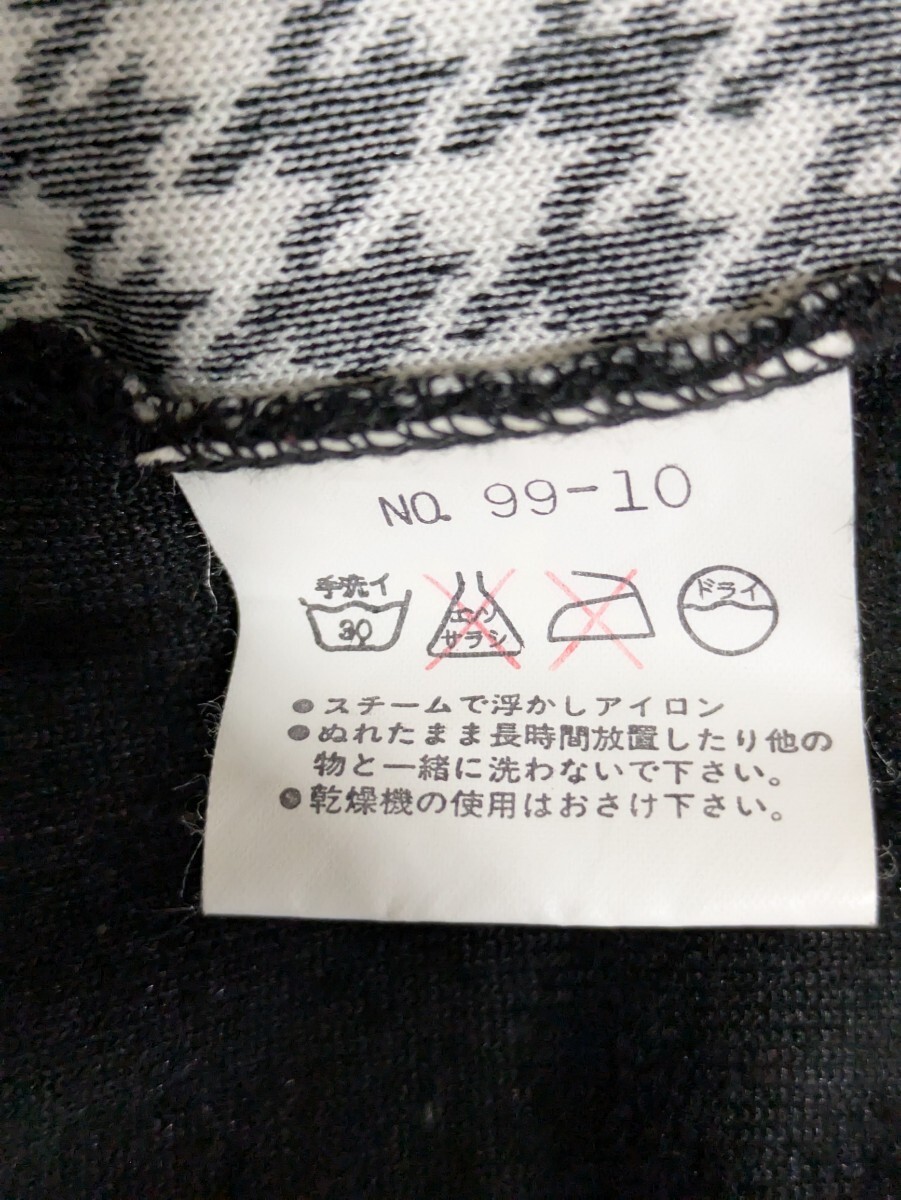 NO. 99-10
手洗イ
30
エンソ
サラシ
ドライ
●スチームで浮かしアイロン
●ぬれたまま長時間放置したり他の
物と一緒に洗わないで下さい。
●乾燥機の使用はおさけ下さい。